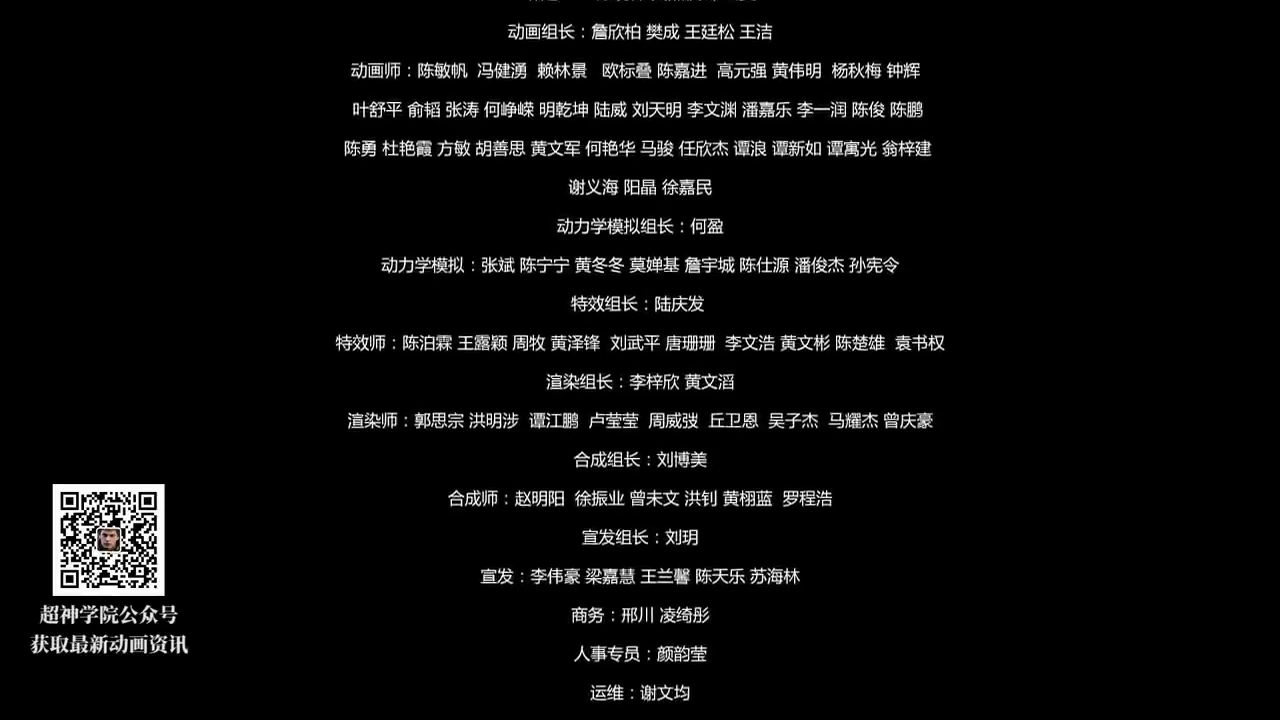 动画组长：詹欣柏 樊成 王廷松 王洁
动画师：陈敏帆 冯健湧 赖林景 欧标叠 陈嘉进 高元强 黄伟明 杨秋梅 钟辉
叶舒平 俞韬 张涛 何峥嵘 明乾坤 陆威 刘天明 李文渊 潘嘉乐 李一润 陈俊 陈鹏
陈勇 杜艳霞 方敏 胡善思 黄文军 何艳华 马骏 任欣杰 谭浪 谭新如 谭寓光 翁梓建
谢义海 阳晶 徐嘉民
动力学模拟组长：何盈
动力学模拟：张斌 陈宁宁 黄冬冬 莫婵基 詹宇城 陈仕源 潘俊杰 孙宪令
特效组长：陆庆发
特效师：陈泊霖 王露颖 周牧 黄泽锋 刘武平 唐珊珊 李文浩 黄文彬 陈楚雄 袁书权
渲染组长：李梓欣 黄文滔
渲染师：郭思宗 洪明涉 谭江鹏 卢莹莹 周威弢 丘卫恩 吴子杰 马耀杰 曾庆豪
合成组长：刘博美
合成师：赵明阳 徐振业 曾未文 洪钊 黄栩蓝 罗程浩
宣发组长：刘玥
宣发：李伟豪 梁嘉慧 王兰馨 陈天乐 苏海林
商务：邢川 凌绮彤
人事专员：颜韵莹
运维：谢文均
超神学院公众号
获取最新动画资讯